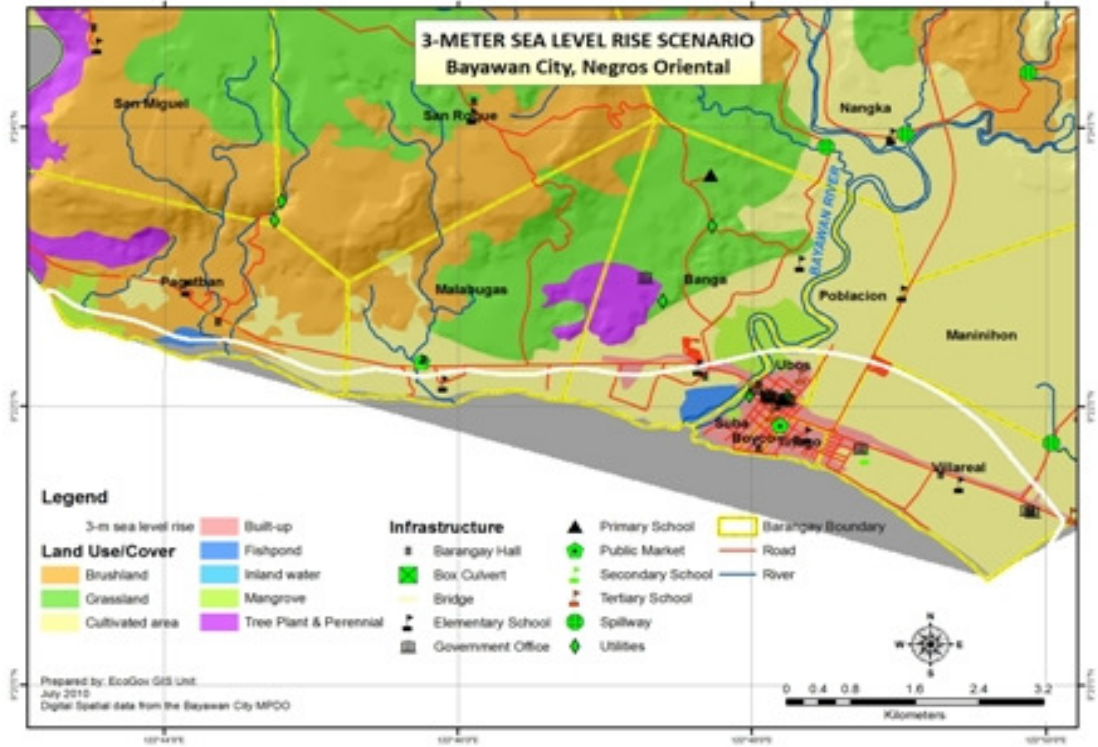 3-METER SEA LEVEL RISE SCENARIO
Bayawan City, Negros Oriental
San Miguel
San Roque
Nangka
BAYAWAN RIVER
Pagatban
Malabugas
Banga
Poblacion
Maninihon
Ubos
Suba
Boyco
Tinago
Villareal
Legend
3-m sea level rise
Land Use/Cover
Brushland
Grassland
Cultivated area
Built-up
Fishpond
Inland water
Mangrove
Tree Plant & Perennial
Infrastructure
Barangay Hall
Box Culvert
Bridge
Elementary School
Government Office
Primary School
Public Market
Secondary School
Tertiary School
Spillway
Utilities
Barangay Boundary
Road
River
N
W E
S
Prepared by: EcoGov GIS Unit
July 2010
Digital Spatial data from the Bayawan City MPDO
0 0.4 0.8 1.6 2.4 3.2
Kilometers